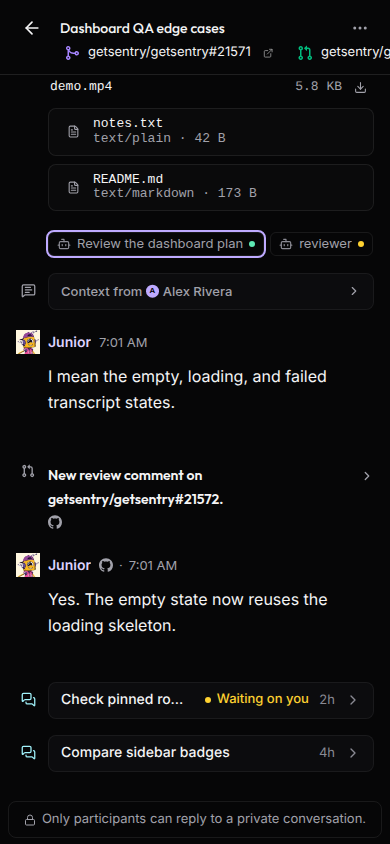 Dashboard QA edge cases
getsentry/getsentry#21571
getsentry/g
demo.mp4
5.8 KB
notes.txt
text/plain · 42 B
README.md
text/markdown · 173 B
Review the dashboard plan
reviewer
Context from A Alex Rivera
Junior 7:01 AM
I mean the empty, loading, and failed
transcript states.
New review comment on
getsentry/getsentry#21572.
Junior · 7:01 AM
Yes. The empty state now reuses the
loading skeleton.
Check pinned ro... Waiting on you 2h
Compare sidebar badges 4h
Only participants can reply to a private conversation.